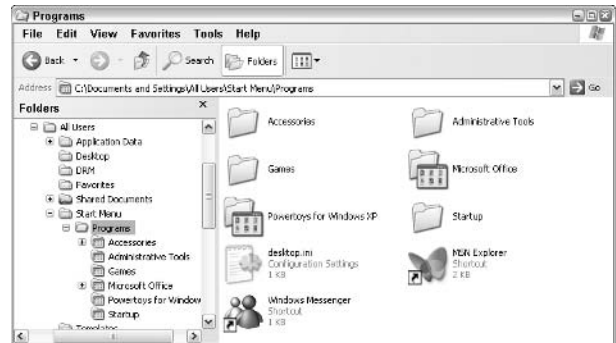 Programs
File Edit View Favorites Tools Help
Back Search Folders
Address C:\Documents and Settings\All Users\Start Menu\Programs Go
Folders x
All Users
Application Data
Desktop
DRM
Favorites
Shared Documents
Start Menu
Programs
Accessories
Administrative Tools
Games
Microsoft Office
Powertoys for Window
Startup
Templates
Accessories
Administrative Tools
Games
Microsoft Office
Powertoys for Windows XP
Startup
desktop.ini
Configuration Settings
1 KB
MSN Explorer
Shortcut
2 KB
Windows Messenger
Shortcut
1 KB